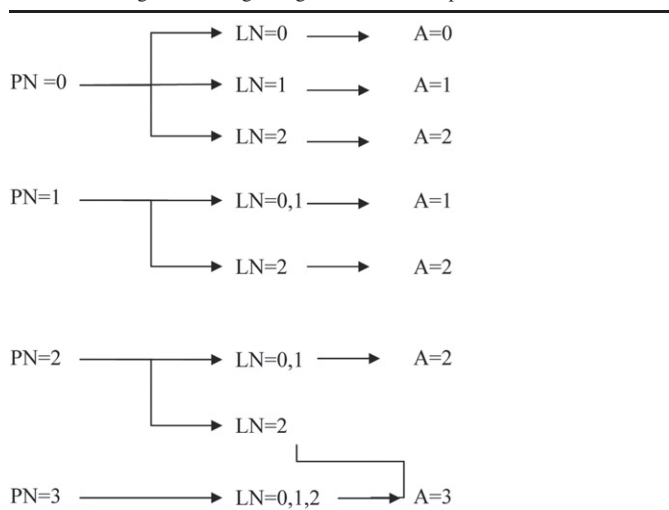 LN=0 A=0
PN =0 LN=1 A=1
LN=2 A=2
PN=1 LN=0,1 A=1
LN=2 A=2
PN=2 LN=0,1 A=2
LN=2
PN=3 LN=0,1,2 A=3